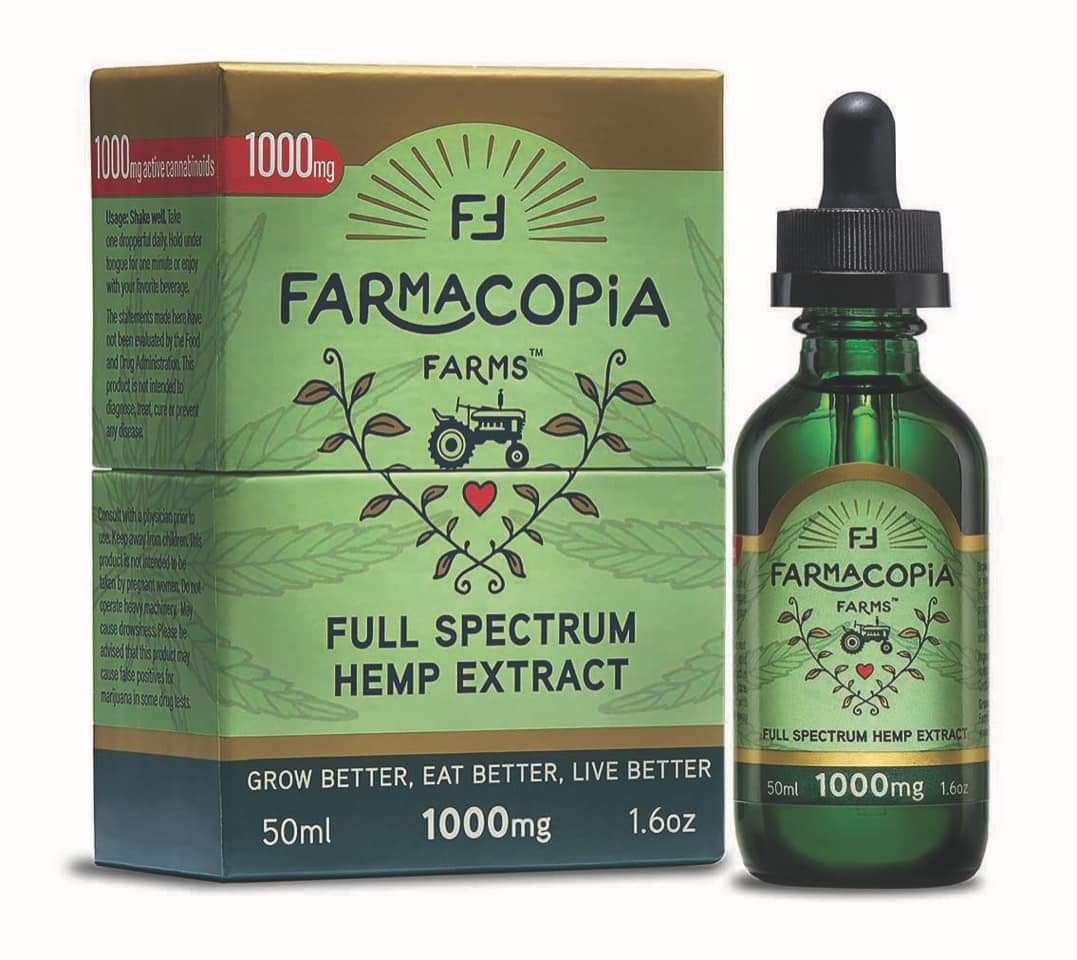 1000mg active cannabinoids
Usage: Shake well. Take
one dropperful daily. Hold under
tongue for one minute or enjoy
with your favorite beverage.
The statements made here have
not been evaluated by the Food
and Drug Administration. This
product is not intended to
diagnose, treat, cure or prevent
any disease.
Consult with a physician prior to
use. Keep away from children. This
product is not intended to be
taken by pregnant women. Do not
operate heavy machinery. May
cause drowsiness. Please be
advised that this product may
cause false positives for
marijuana in some drug tests.
1000mg
FF
FARMACOPiA
FARMS™
FULL SPECTRUM
HEMP EXTRACT
GROW BETTER, EAT BETTER, LIVE BETTER
50ml 1000mg 1.6oz
FF
FARMACOPiA
FARMS™
FULL SPECTRUM HEMP EXTRACT
50ml 1000mg 1.6oz